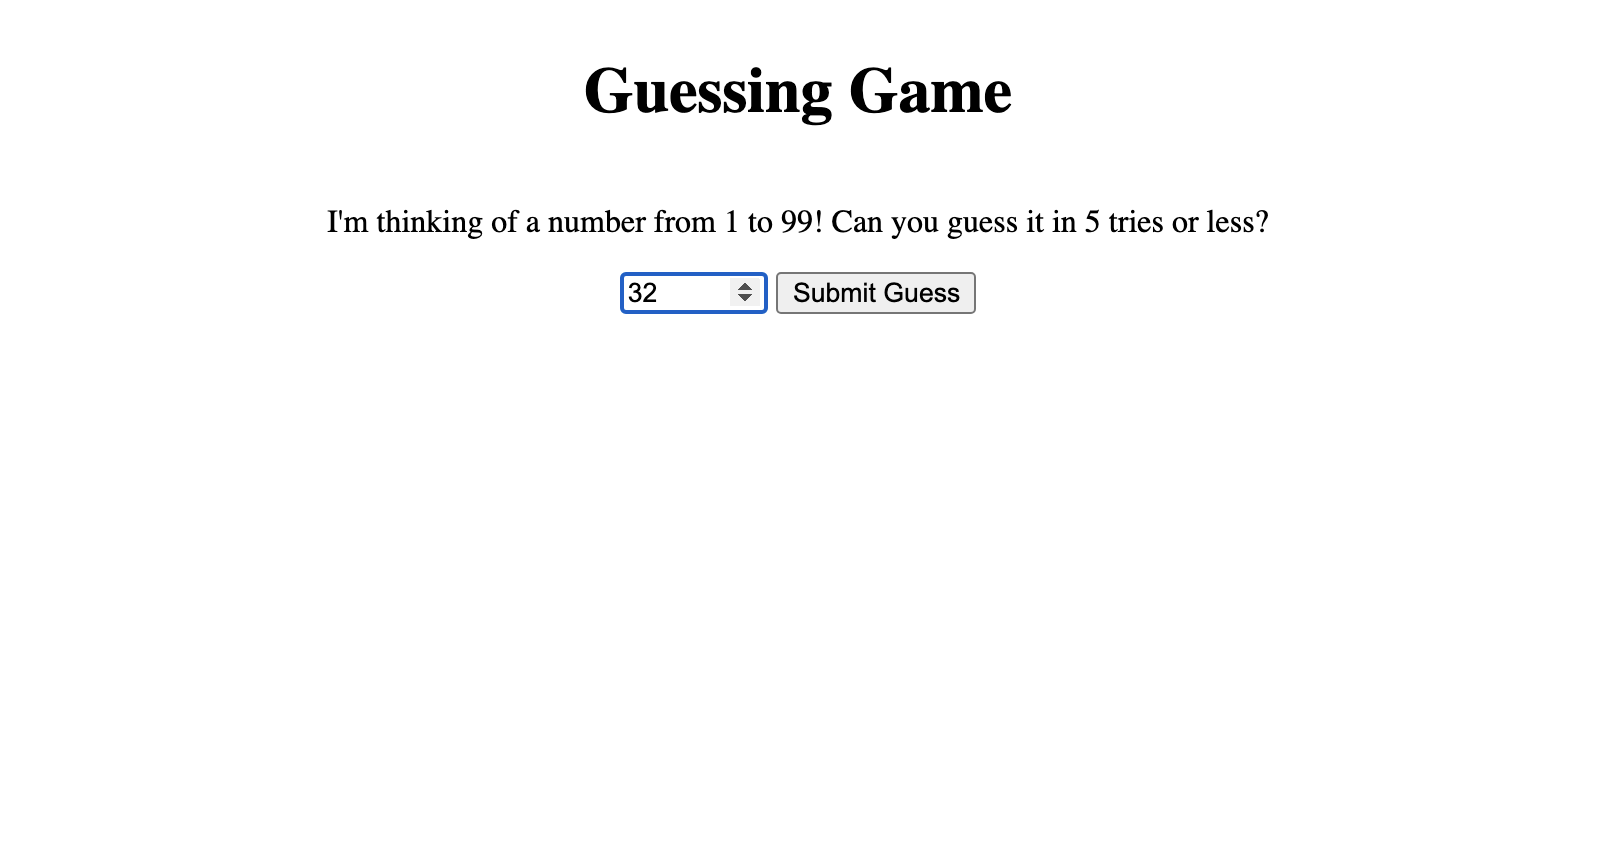 Guessing Game
I'm thinking of a number from 1 to 99! Can you guess it in 5 tries or less?
32 Submit Guess